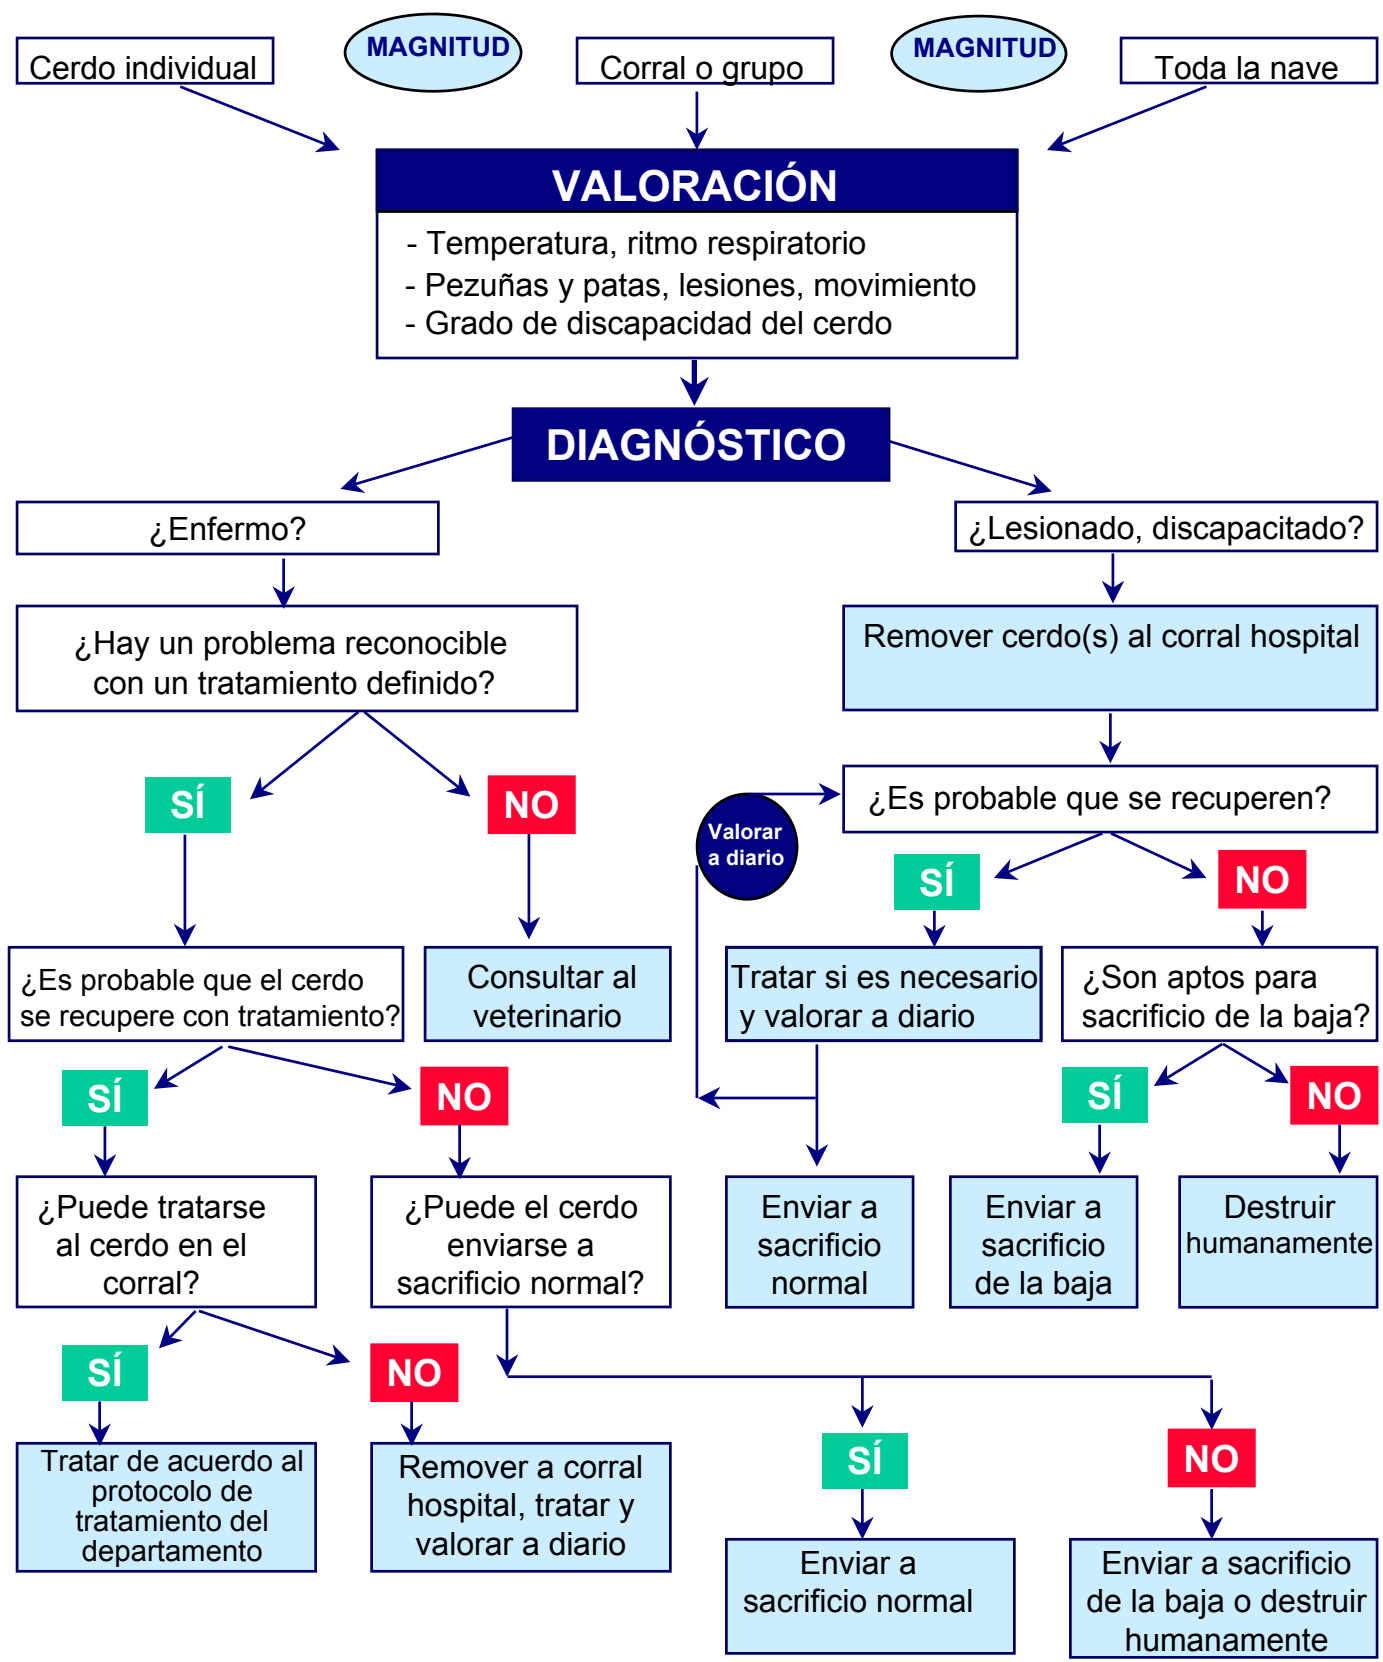 Cerdo individual
MAGNITUD
Corral o grupo
MAGNITUD
Toda la nave
VALORACIÓN
- Temperatura, ritmo respiratorio
- Pezuñas y patas, lesiones, movimiento
- Grado de discapacidad del cerdo
DIAGNÓSTICO
¿Enfermo?
¿Lesionado, discapacitado?
¿Hay un problema reconocible
con un tratamiento definido?
Remover cerdo(s) al corral hospital
SÍ
NO
Valorar
a diario
¿Es probable que se recuperen?
SÍ
NO
¿Es probable que el cerdo
se recupere con tratamiento?
Consultar al
veterinario
Tratar si es necesario
y valorar a diario
¿Son aptos para
sacrificio de la baja?
SÍ
NO
SÍ
NO
¿Puede tratarse
al cerdo en el
corral?
¿Puede el cerdo
enviarse a
sacrificio normal?
Enviar a
sacrificio
normal
Enviar a
sacrificio
de la baja
Destruir
humanamente
SÍ
NO
SÍ
NO
Tratar de acuerdo al
protocolo de
tratamiento del
departamento
Remover a corral
hospital, tratar y
valorar a diario
Enviar a
sacrificio normal
Enviar a sacrificio
de la baja o destruir
humanamente